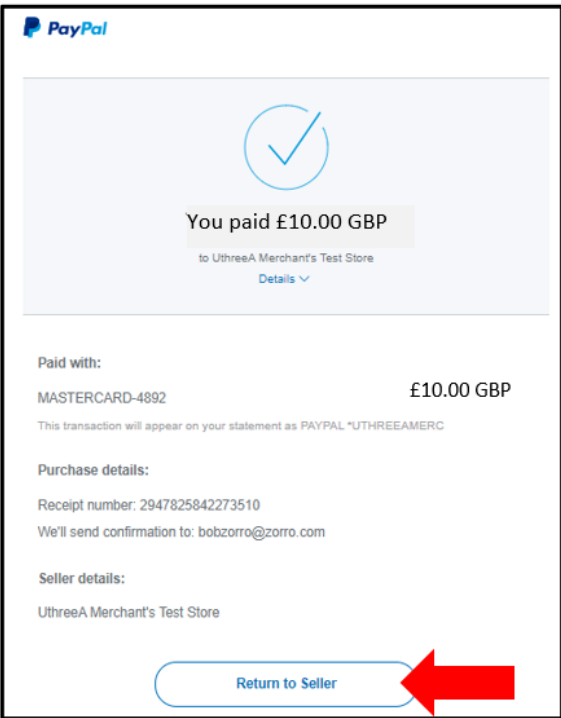 PayPal
You paid £10.00 GBP
to UthreeA Merchant's Test Store
Details
Paid with:
MASTERCARD-4892 £10.00 GBP
This transaction will appear on your statement as PAYPAL *UTHREEAMERC
Purchase details:
Receipt number: 2947825842273510
We'll send confirmation to: bobzorro@zorro.com
Seller details:
UthreeA Merchant's Test Store
Return to Seller